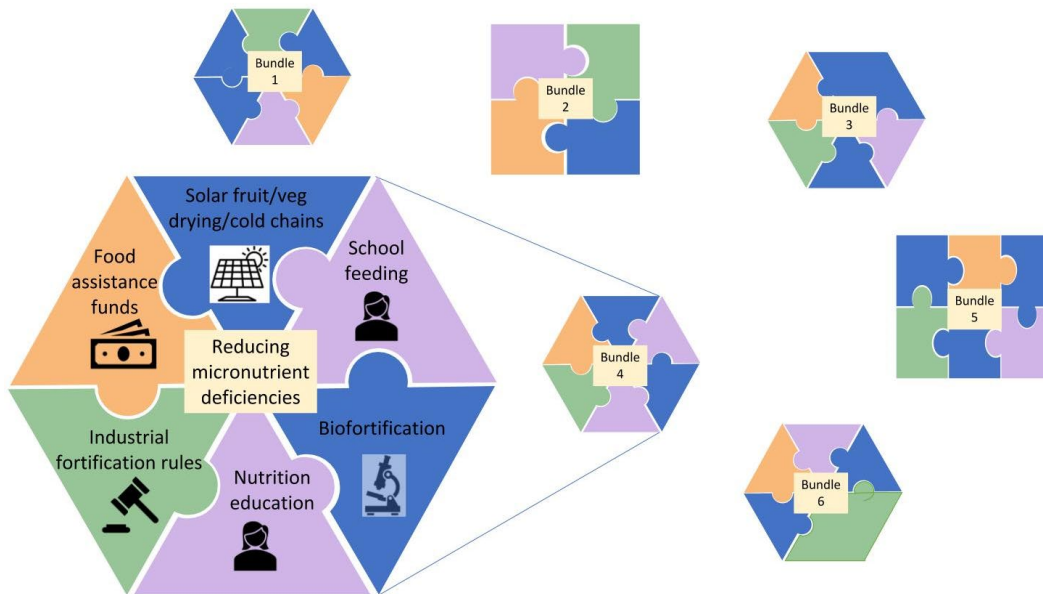 Bundle
1
Bundle
2
Bundle
3
Solar fruit/veg
drying/cold chains
School
feeding
Food
assistance
funds
Reducing
micronutrient
deficiencies
Industrial
fortification rules
Nutrition
education
Biofortification
Bundle
4
Bundle
5
Bundle
6